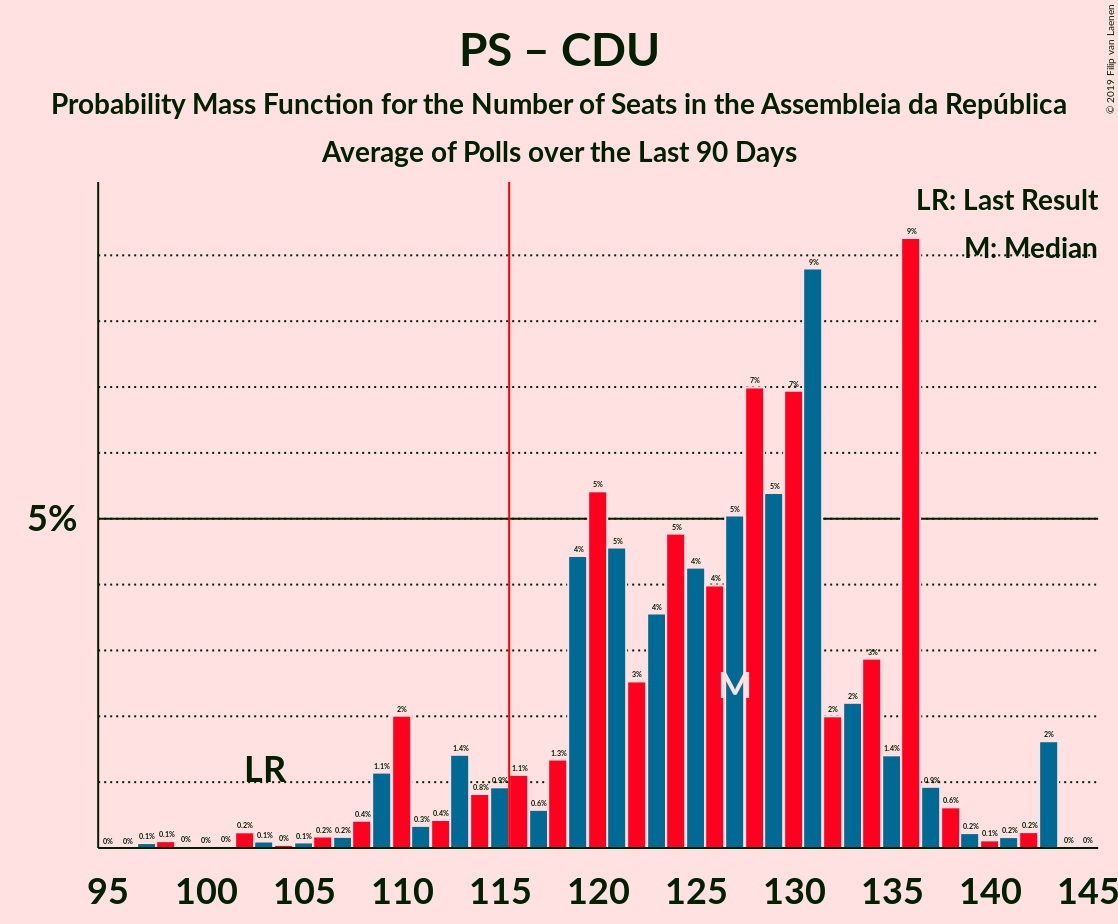 PS – CDU
Probability Mass Function for the Number of Seats in the Assembleia da República
Average of Polls over the Last 90 Days
© 2019 Filip van Laenen
LR: Last Result
M: Median
5%
LR
M
0% 0% 0.1% 0.1% 0% 0% 0% 0.2% 0.1% 0% 0.1% 0.2% 0.2% 0.4% 1.1% 2% 0.3% 0.4% 1.4% 0.8% 0.9% 1.1% 0.6% 1.3% 4% 5% 5% 3% 4% 5% 4% 4% 5% 7% 5% 7% 9% 2% 2% 3% 1.4% 9% 0.9% 0.6% 0.2% 0.1% 0.2% 0.2% 2% 0% 0%
95 100 105 110 115 120 125 130 135 140 145